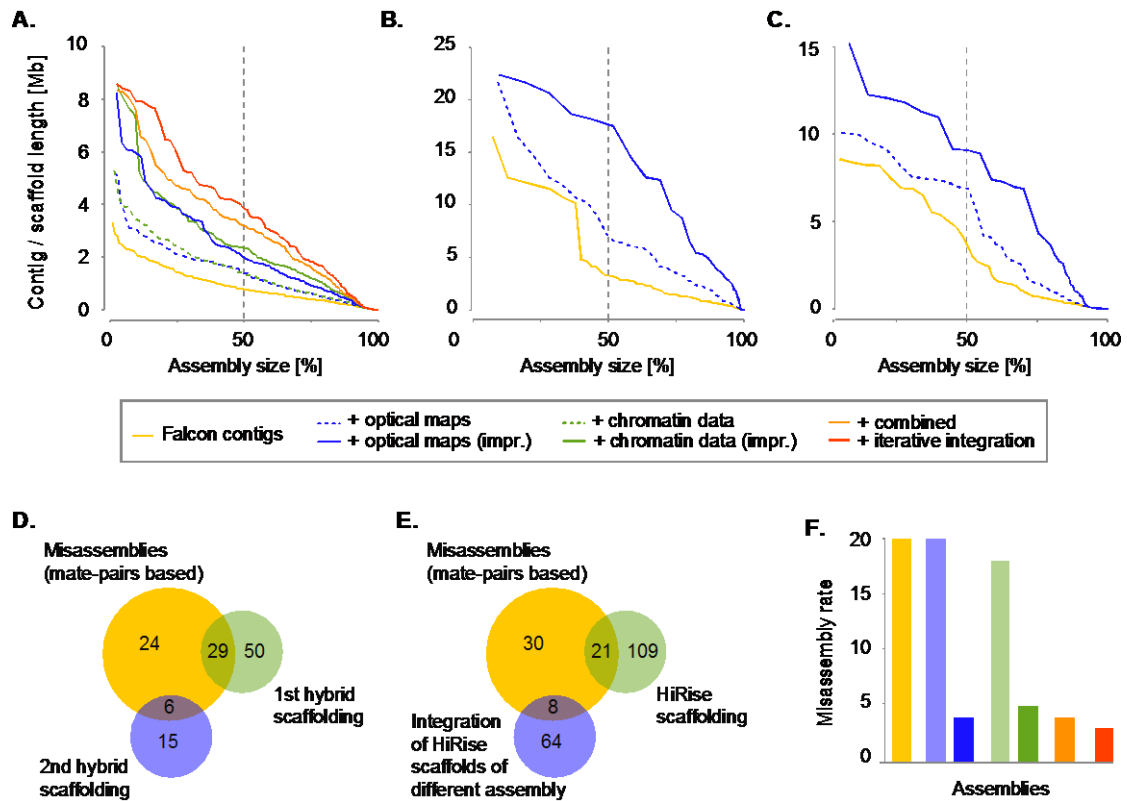 A.
B.
C.
Contig / scaffold length [Mb]
10
8
6
4
2
0
0 50 100
Assembly size [%]
25
20
15
10
5
0
0 50 100
Assembly size [%]
15
10
5
0
0 50 100
Assembly size [%]
Falcon contigs
+ optical maps
+ optical maps (impr.)
+ chromatin data
+ chromatin data (impr.)
+ combined
+ iterative integration
D.
Misassemblies
(mate-pairs based)
24
29
50
6
15
1st hybrid
scaffolding
2nd hybrid
scaffolding
E.
Misassemblies
(mate-pairs based)
30
21
109
8
64
HiRise
scaffolding
Integration
of HiRise
scaffolds of
different assembly
F.
Misassembly rate
20
15
10
5
0
Assemblies